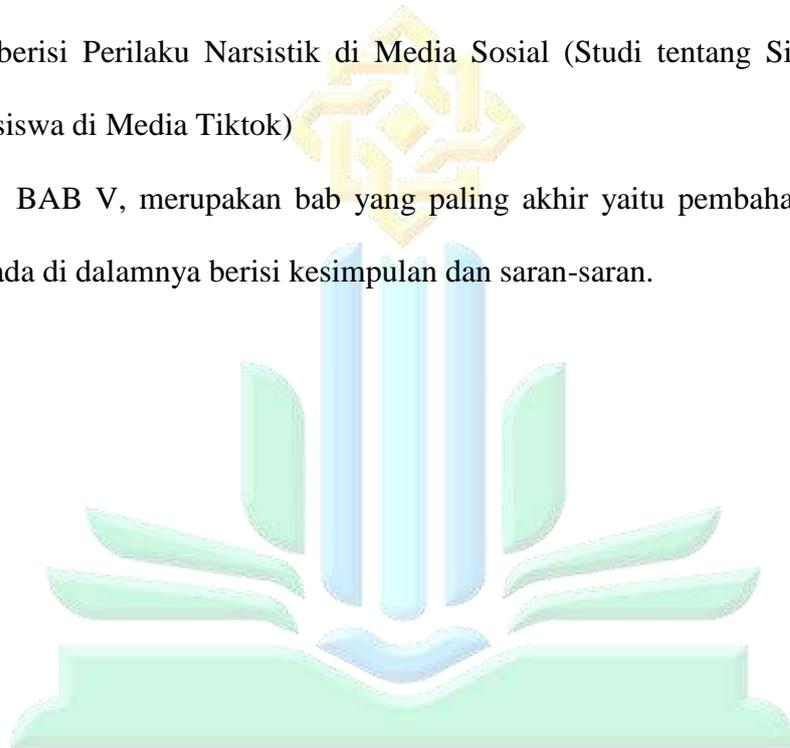 berisi Perilaku Narsistik di Media Sosial (Studi tentang Si
siswa di Media Tiktok)
BAB V, merupakan bab yang paling akhir yaitu pembaha
ada di dalamnya berisi kesimpulan dan saran-saran.